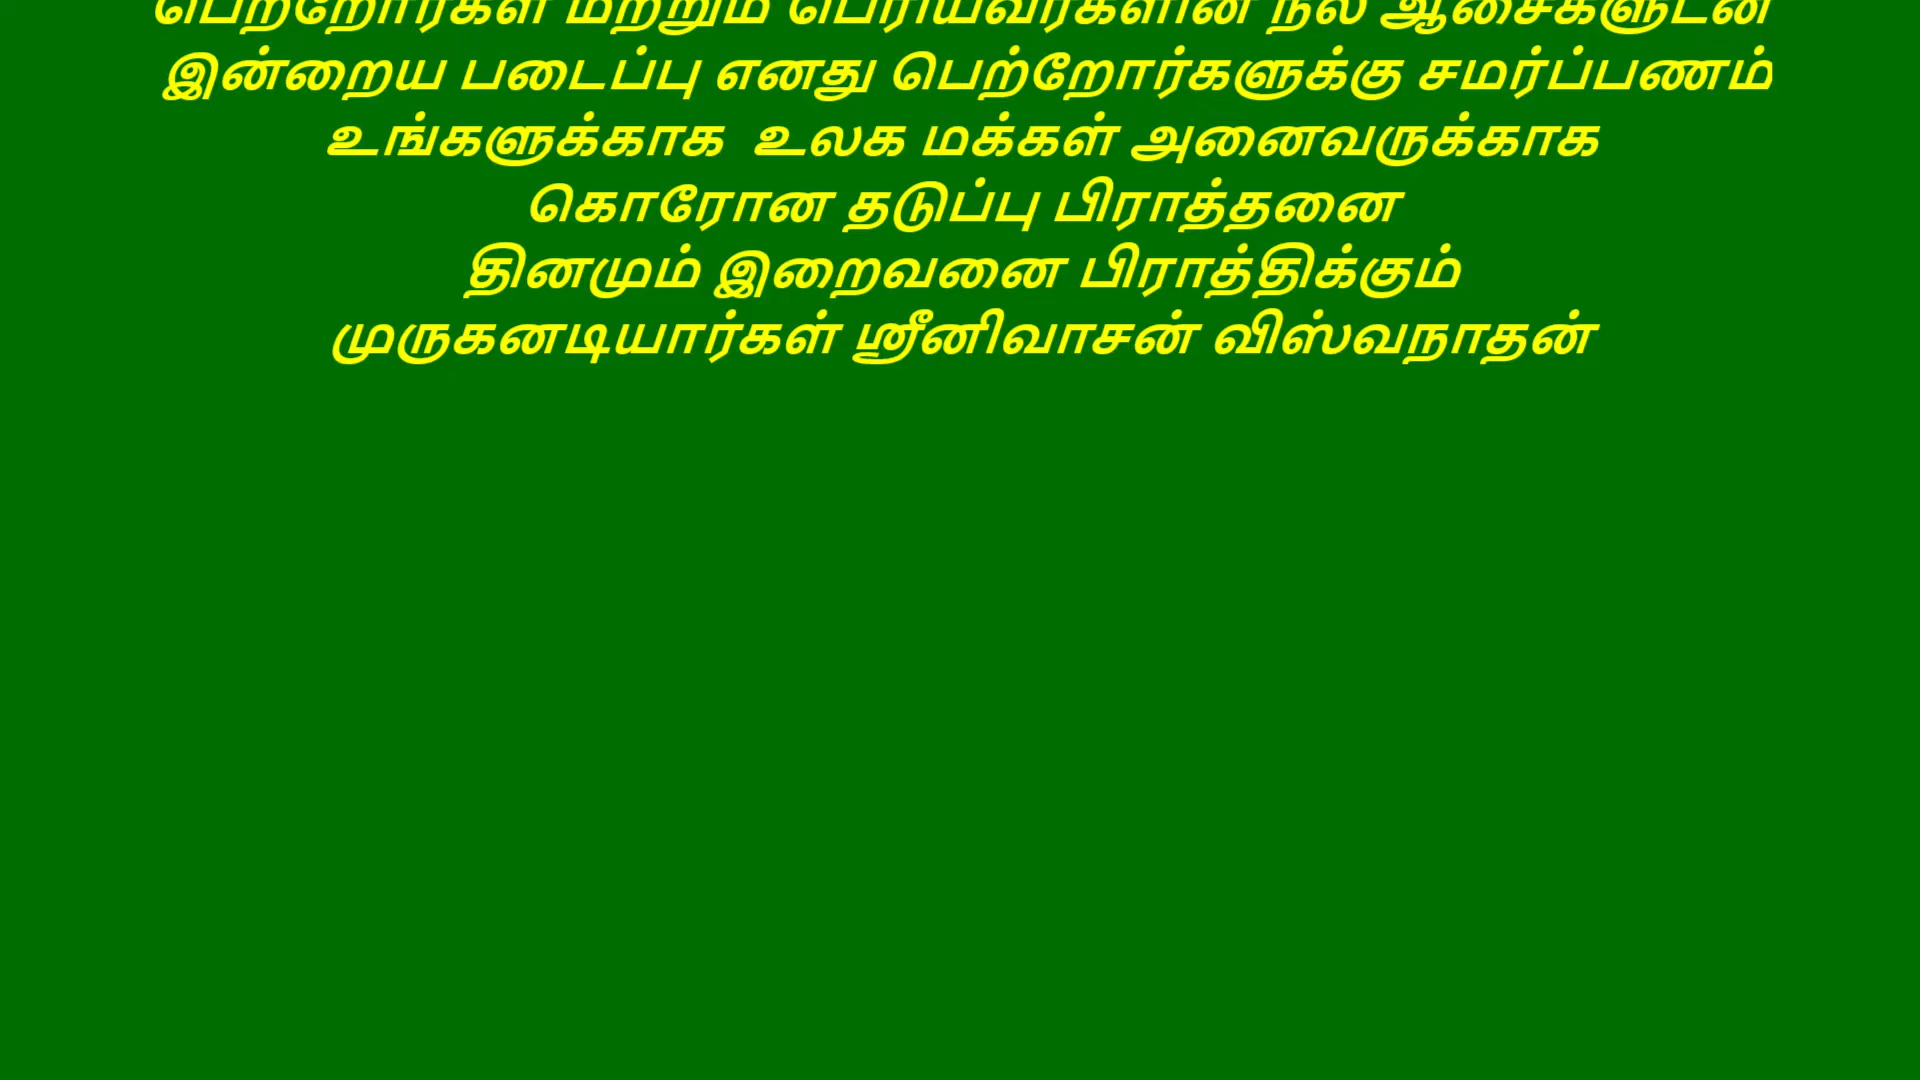 பெற்றோர்கள் மற்றும் பெரியவர்களின் நல் ஆசைகளுடன்
இன்றைய படைப்பு எனது பெற்றோர்களுக்கு சமர்ப்பணம்
உங்களுக்காக  உலக மக்கள் அனைவருக்காக
கொரோன தடுப்பு பிராத்தனை
தினமும் இறைவனை பிராத்திக்கும்
முருகனடியார்கள் ஸ்ரீனிவாசன் விஸ்வநாதன்